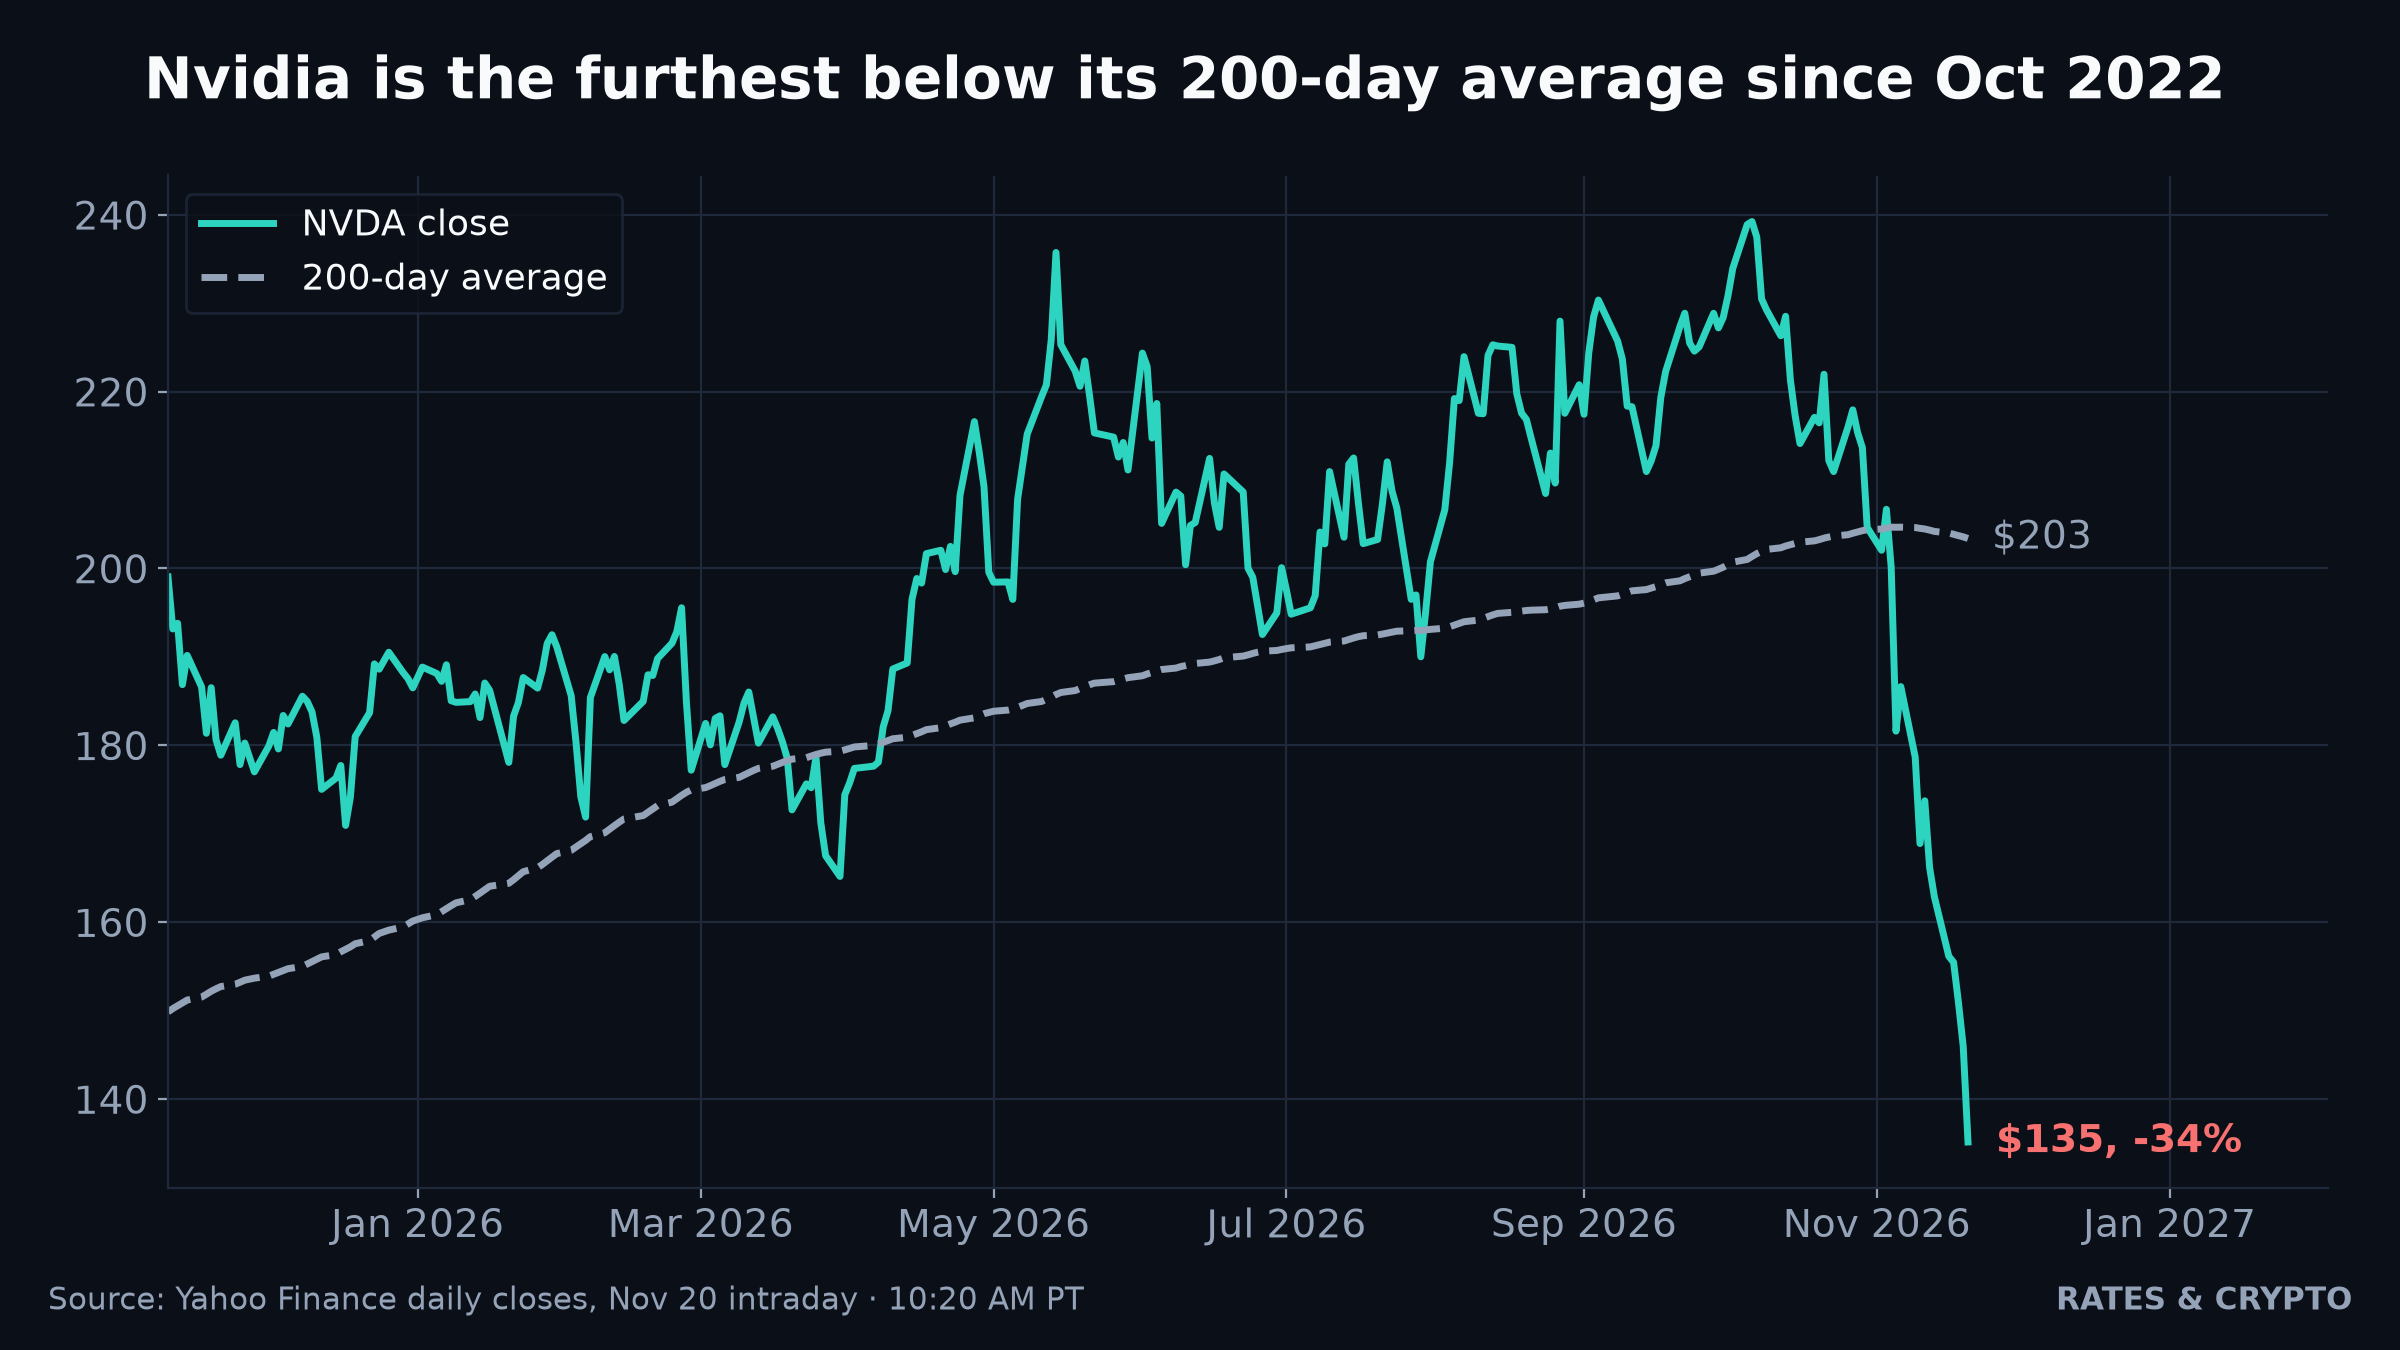 Nvidia is the furthest below its 200-day average since Oct 2022
NVDA close
200-day average
240
220
200
180
160
140
$203
$135, -34%
Jan 2026
Mar 2026
May 2026
Jul 2026
Sep 2026
Nov 2026
Jan 2027
Source: Yahoo Finance daily closes, Nov 20 intraday · 10:20 AM PT
RATES & CRYPTO